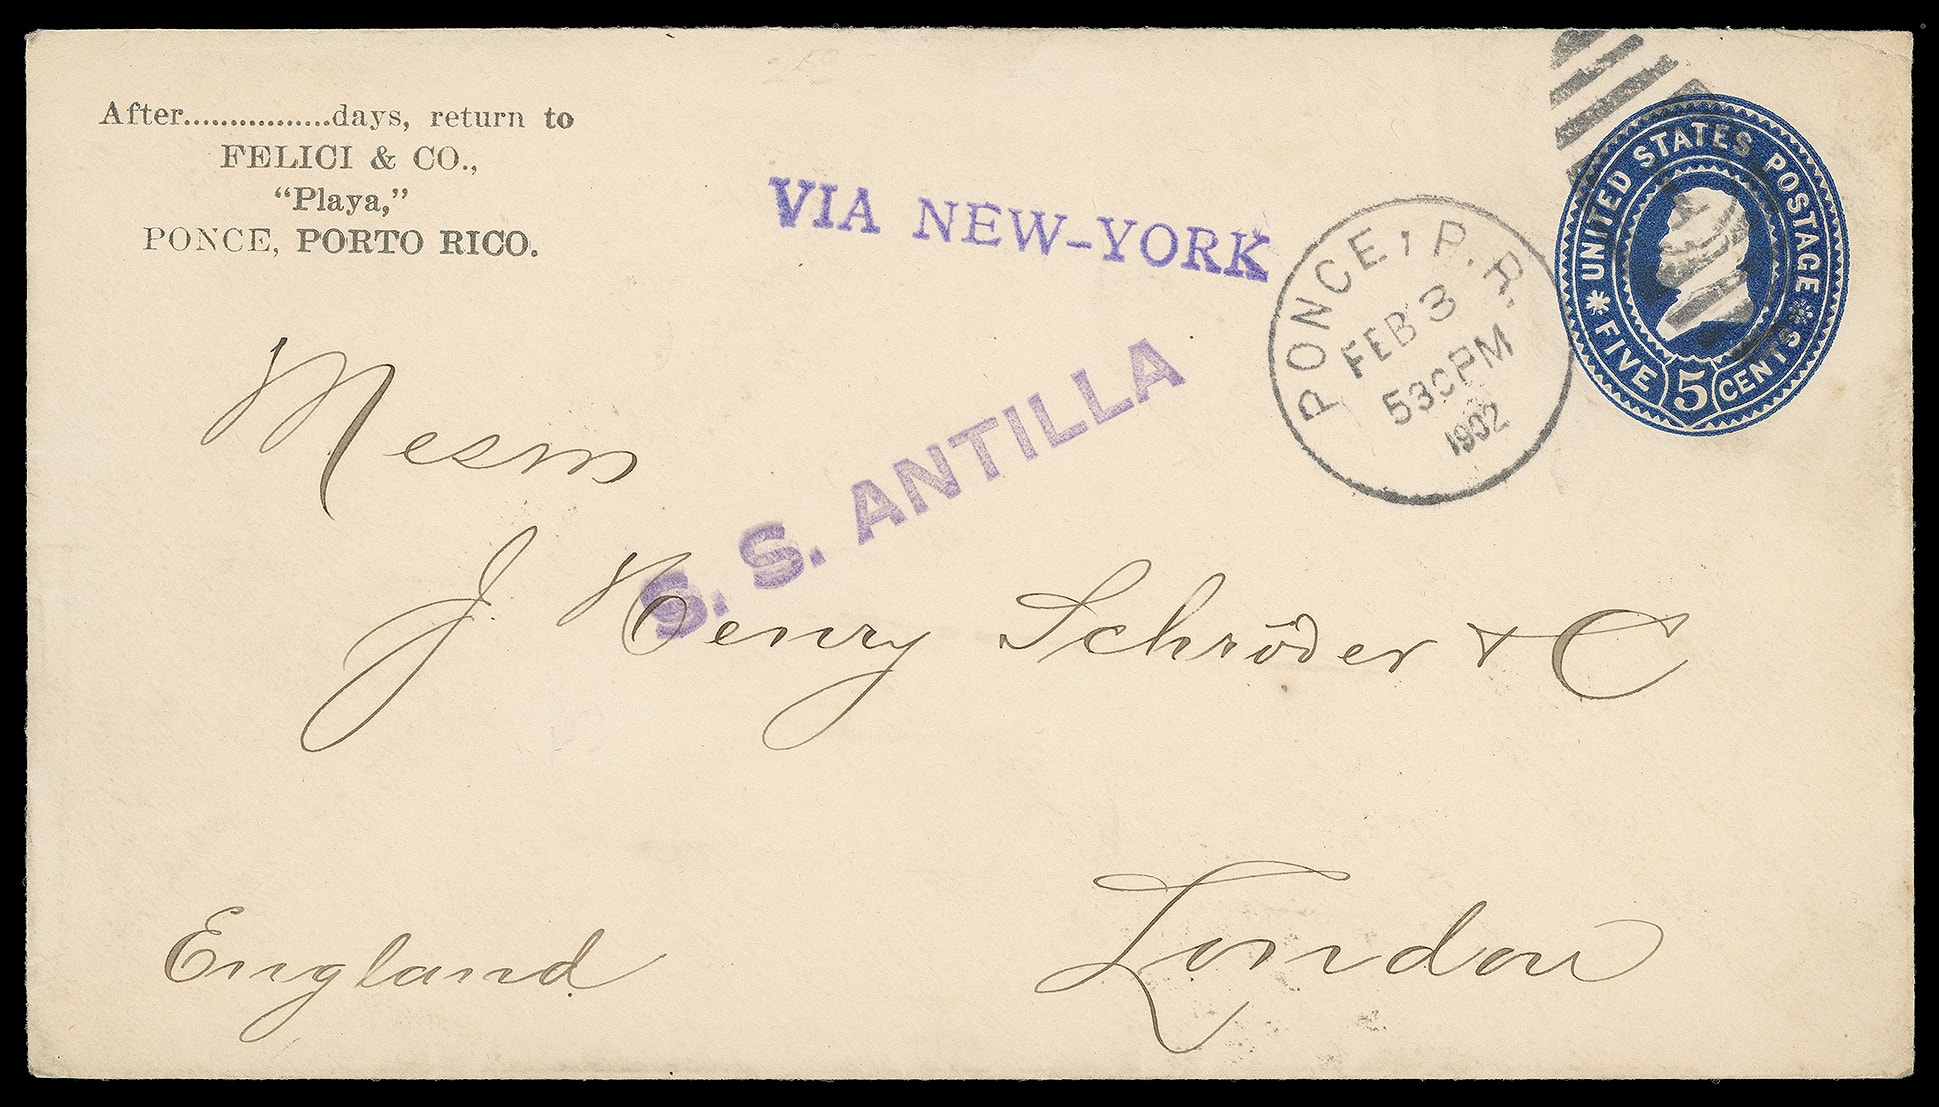 After................days, return to
FELICI & CO.,
"Playa,"
PONCE, PORTO RICO.
VIA NEW-YORK
PONCE, P.R.
FEB 3
530PM
1902
UNITED STATES POSTAGE
FIVE 5 CENTS
S. S. ANTILLA
Messrs
J. Henry Schröder & C
London
England